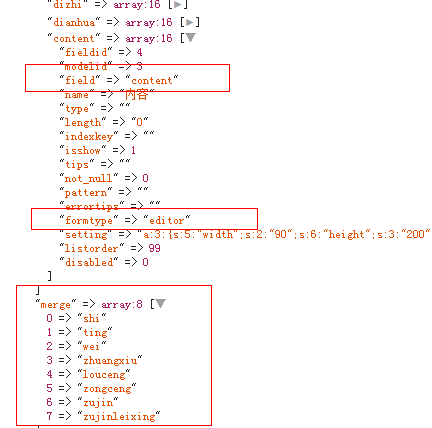 "dizhi" => array:16 [▶]
"dianhua" => array:16 [▶]
"content" => array:16 [▼
"fieldid" => 4
"modelid" => 3
"field" => "content"
"name" => "内容"
"type" => ""
"length" => "0"
"indexkey" => ""
"isshow" => 1
"tips" => ""
"not_null" => 0
"pattern" => ""
"errortips" => ""
"formtype" => "editor"
"setting" => "a:3:{s:5:"width";s:2:"90";s:6:"height";s:3:"200"
"listorder" => 99
"disabled" => 0
]
]
"merge" => array:8 [▼
0 => "shi"
1 => "ting"
2 => "wei"
3 => "zhuangxiu"
4 => "louceng"
5 => "zongceng"
6 => "zujin"
7 => "zujinleixing"